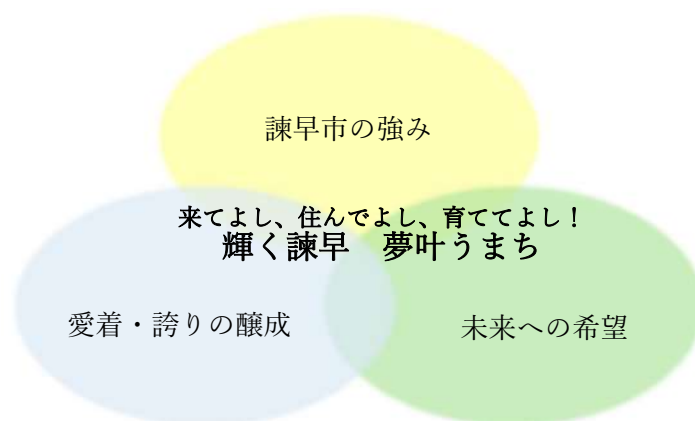 諫早市の強み
来てよし、住んでよし、育ててよし！
輝く諫早　夢叶うまち
愛着・誇りの醸成
未来への希望